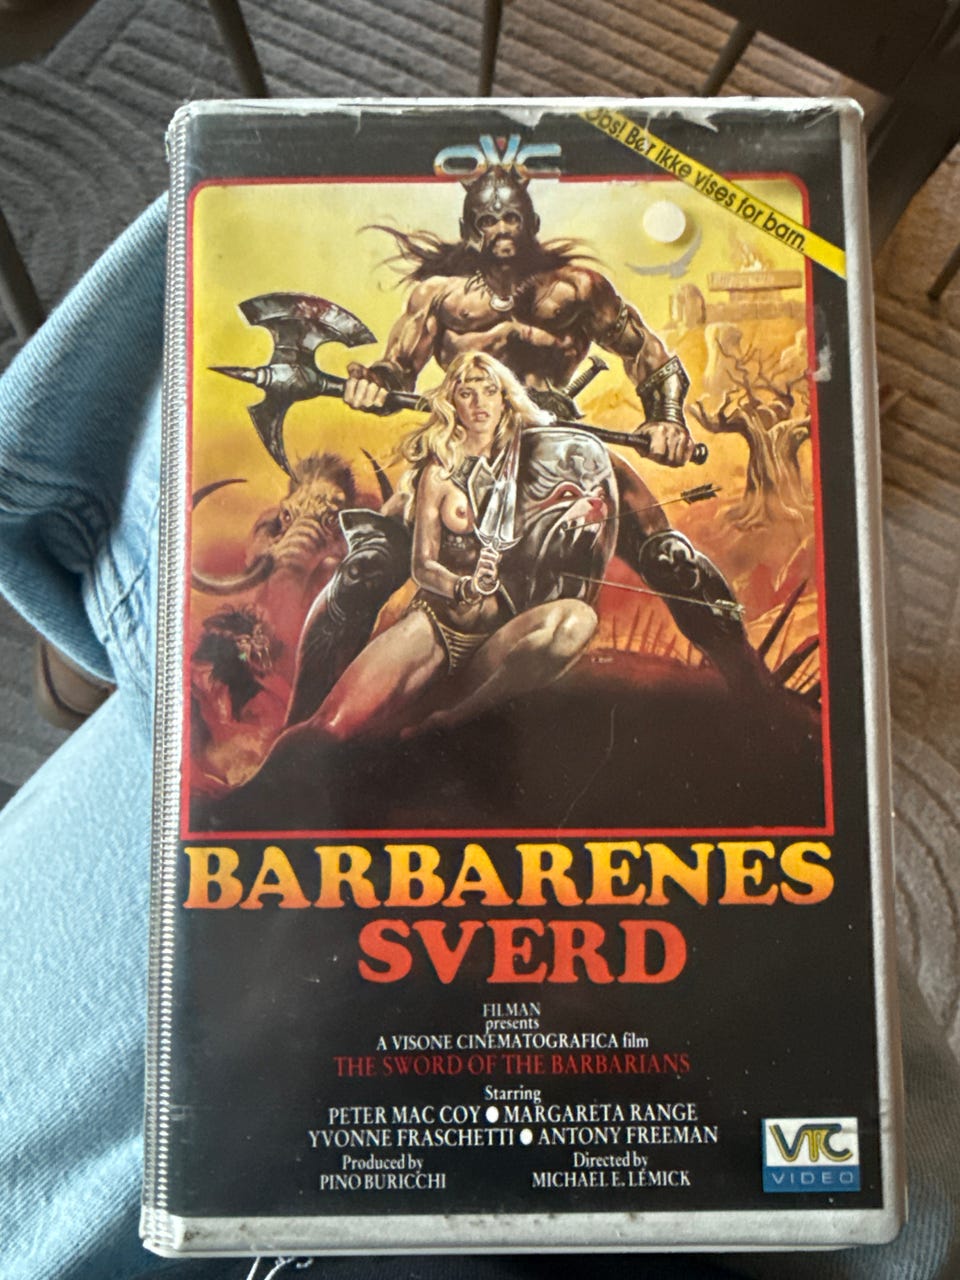 OVC
Obs! Bør ikke vises for barn.
BARBARENES
SVERD
FILMAN
presents
A VISONE CINEMATOGRAFICA film
THE SWORD OF THE BARBARIANS
Starring
PETER MAC COY ● MARGARETA RANGE
YVONNE FRASCHETTI ● ANTONY FREEMAN
Produced by
PINO BURICCHI
Directed by
MICHAEL E. LÉMICK
VTC
VIDEO